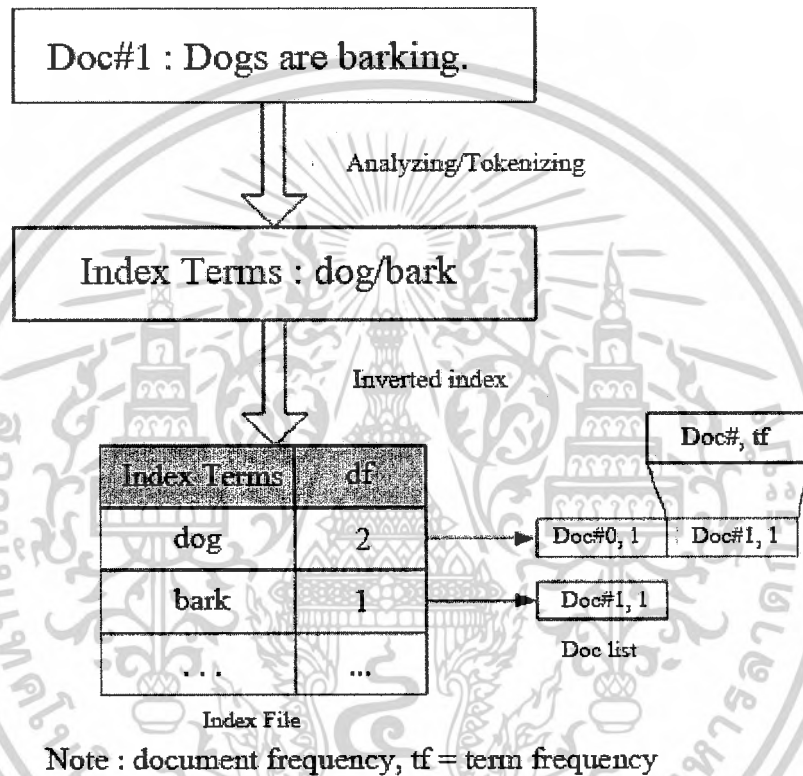 Doc#1 : Dogs are barking.
Analyzing/Tokenizing
Index Terms : dog/bark
Inverted index
Doc#, tf
Index Terms df
dog 2 Doc#0, 1 Doc#1, 1
bark 1 Doc#1, 1
. . . ...
Doc list
Index File
Note : document frequency, tf = term frequency